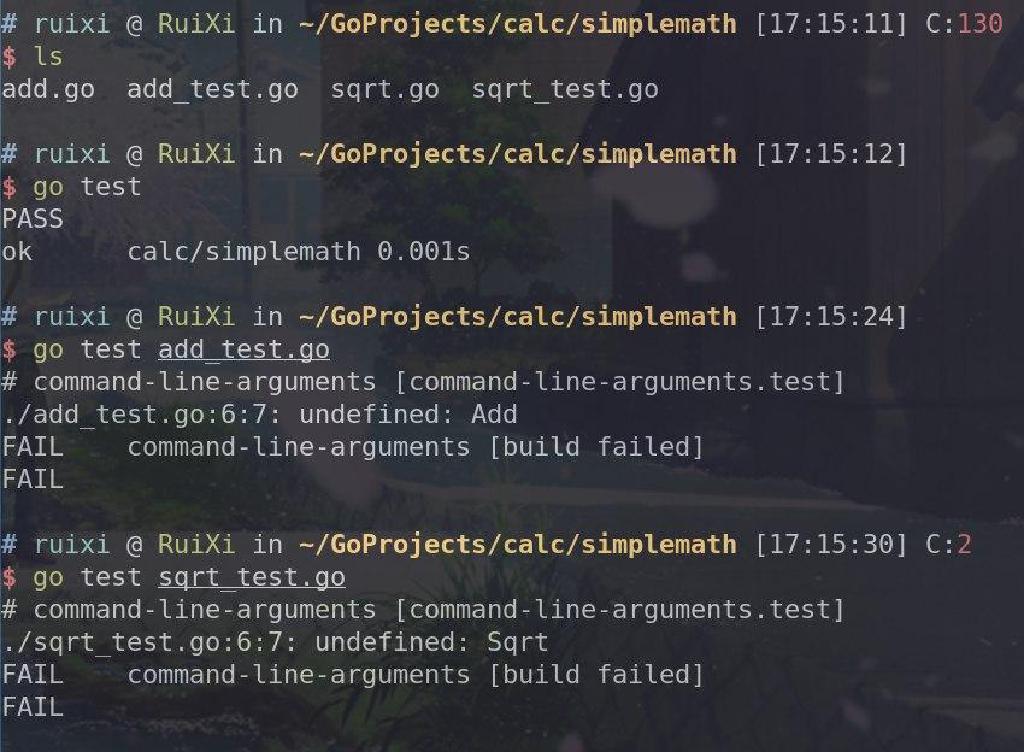 # ruixi @ RuiXi in ~/GoProjects/calc/simplemath [17:15:11] C:130
$ ls
add.go  add_test.go  sqrt.go  sqrt_test.go
# ruixi @ RuiXi in ~/GoProjects/calc/simplemath [17:15:12]
$ go test
PASS
ok      calc/simplemath 0.001s
# ruixi @ RuiXi in ~/GoProjects/calc/simplemath [17:15:24]
$ go test add_test.go
# command-line-arguments [command-line-arguments.test]
./add_test.go:6:7: undefined: Add
FAIL    command-line-arguments [build failed]
FAIL
# ruixi @ RuiXi in ~/GoProjects/calc/simplemath [17:15:30] C:2
$ go test sqrt_test.go
# command-line-arguments [command-line-arguments.test]
./sqrt_test.go:6:7: undefined: Sqrt
FAIL    command-line-arguments [build failed]
FAIL